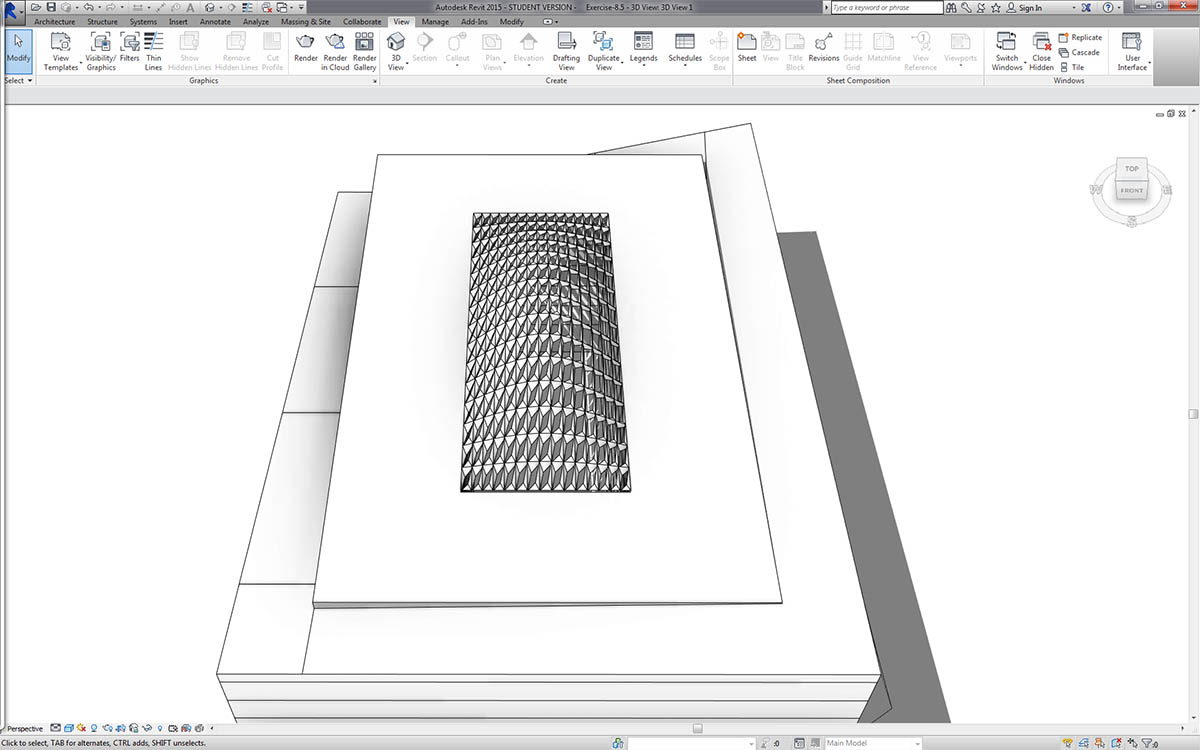 Autodesk Revit 2015 - STUDENT VERSION - Exercise-8.5 - 3D View: 3D View 1
Type a keyword or phrase
Sign In
Architecture Structure Systems Insert Annotate Analyze Massing & Site Collaborate View Manage Add-Ins Modify
Modify
View Templates
Visibility/ Graphics
Filters
Thin Lines
Show Hidden Lines
Remove Hidden Lines
Cut Profile
Render
Render in Cloud
Render Gallery
3D View
Section
Callout
Plan Views
Elevation
Drafting View
Duplicate View
Legends
Schedules
Scope Box
Sheet
View
Title Block
Revisions
Guide Grid
Matchline
View Reference
Viewports
Switch Windows
Close Hidden
Replicate
Cascade
Tile
User Interface
Select Graphics Create Sheet Composition Windows
TOP
W FRONT E
S
Perspective
Click to select, TAB for alternates, CTRL adds, SHIFT unselects.
:0
Main Model
:0